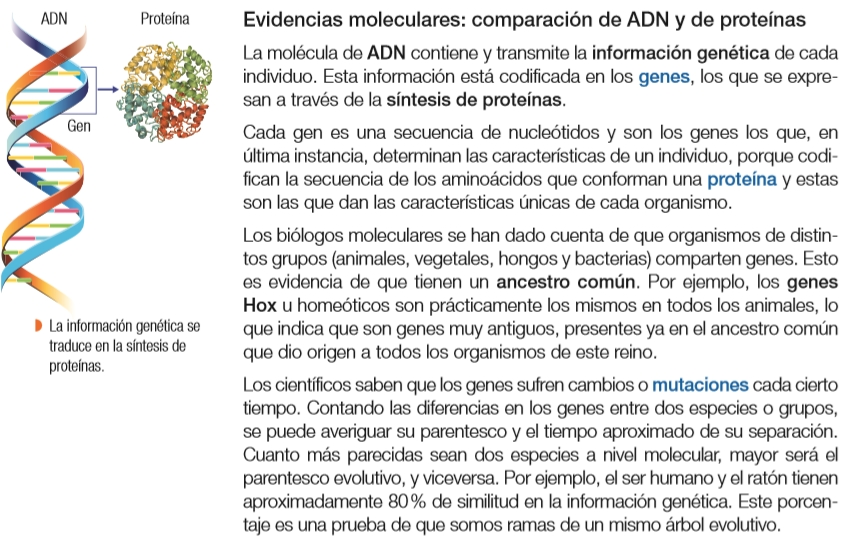 ADN
Proteína
Gen
La información genética se
traduce en la síntesis de
proteínas.
Evidencias moleculares: comparación de ADN y de proteínas
La molécula de ADN contiene y transmite la información genética de cada
individuo. Esta información está codificada en los genes, los que se expre-
san a través de la síntesis de proteínas.
Cada gen es una secuencia de nucleótidos y son los genes los que, en
última instancia, determinan las características de un individuo, porque codi-
fican la secuencia de los aminoácidos que conforman una proteína y estas
son las que dan las características únicas de cada organismo.
Los biólogos moleculares se han dado cuenta de que organismos de distin-
tos grupos (animales, vegetales, hongos y bacterias) comparten genes. Esto
es evidencia de que tienen un ancestro común. Por ejemplo, los genes
Hox u homeóticos son prácticamente los mismos en todos los animales, lo
que indica que son genes muy antiguos, presentes ya en el ancestro común
que dio origen a todos los organismos de este reino.
Los científicos saben que los genes sufren cambios o mutaciones cada cierto
tiempo. Contando las diferencias en los genes entre dos especies o grupos,
se puede averiguar su parentesco y el tiempo aproximado de su separación.
Cuanto más parecidas sean dos especies a nivel molecular, mayor será el
parentesco evolutivo, y viceversa. Por ejemplo, el ser humano y el ratón tienen
aproximadamente 80% de similitud en la información genética. Este porcen-
taje es una prueba de que somos ramas de un mismo árbol evolutivo.